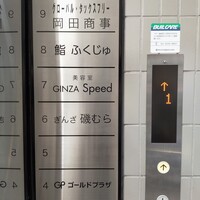 グローバル・タックスフリー
9 岡田商事
8 鮨 ふくじゅ
美容室
7 GINZA Speed
6 ぎんざ 磯むら
4 GP ゴールドプラザ
BUILCARE
↑
1